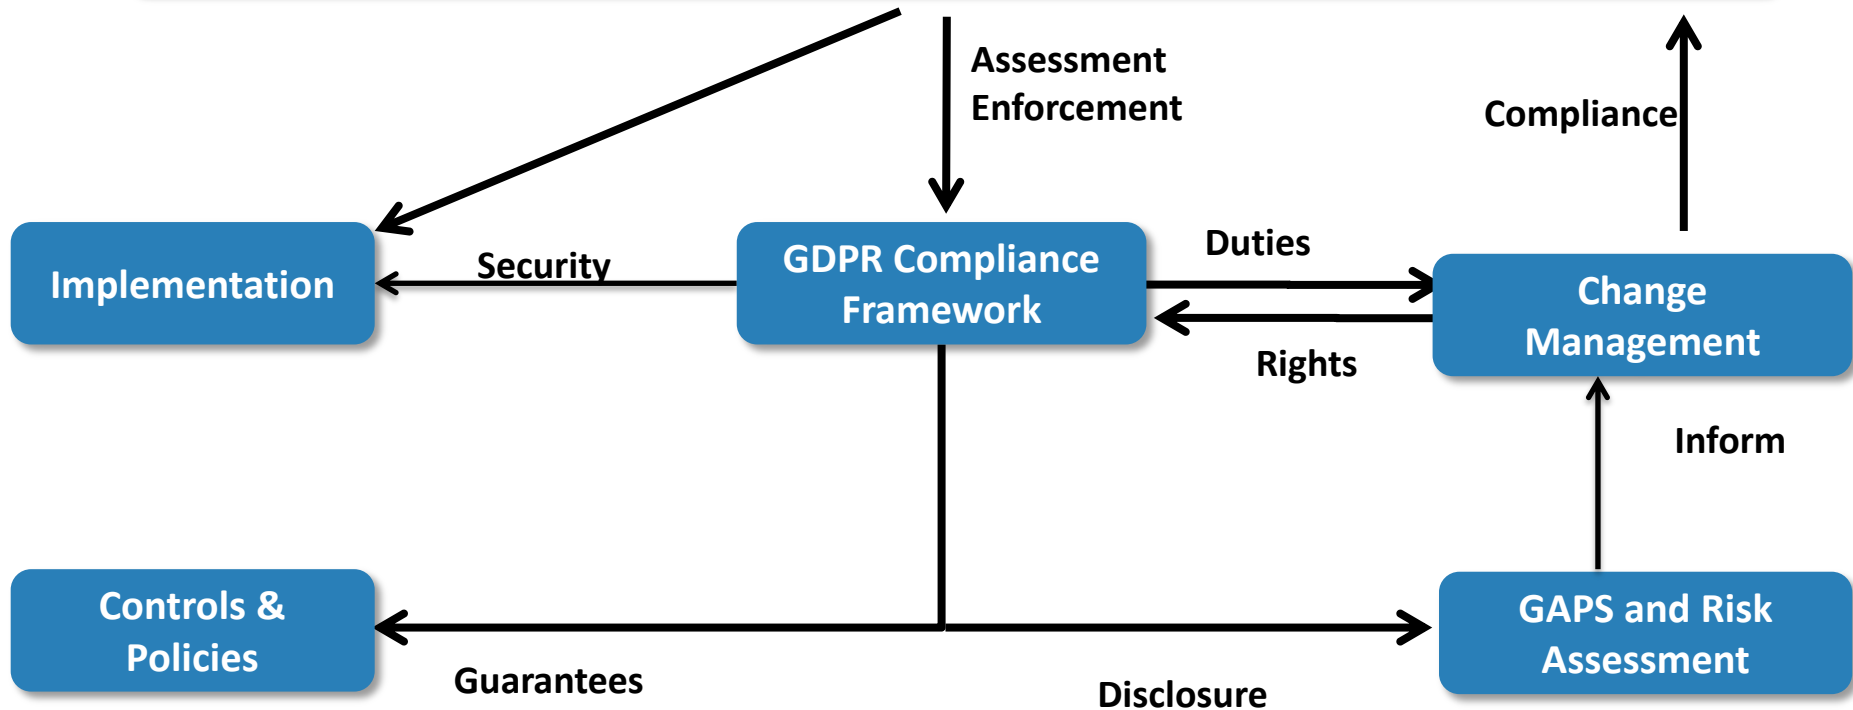 Assessment
Enforcement
Compliance
Implementation
Security
GDPR Compliance
Framework
Duties
Rights
Change
Management
Inform
Controls &
Policies
Guarantees
Disclosure
GAPS and Risk
Assessment